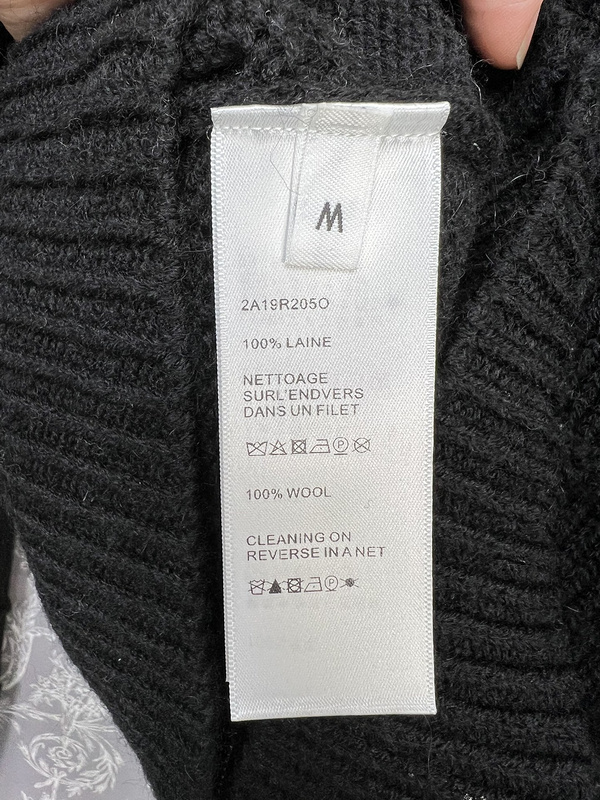 M
2A19R205O
100% LAINE
NETTOAGE
SURL'ENDVERS
DANS UN FILET
P
100% WOOL
CLEANING ON
REVERSE IN A NET
P